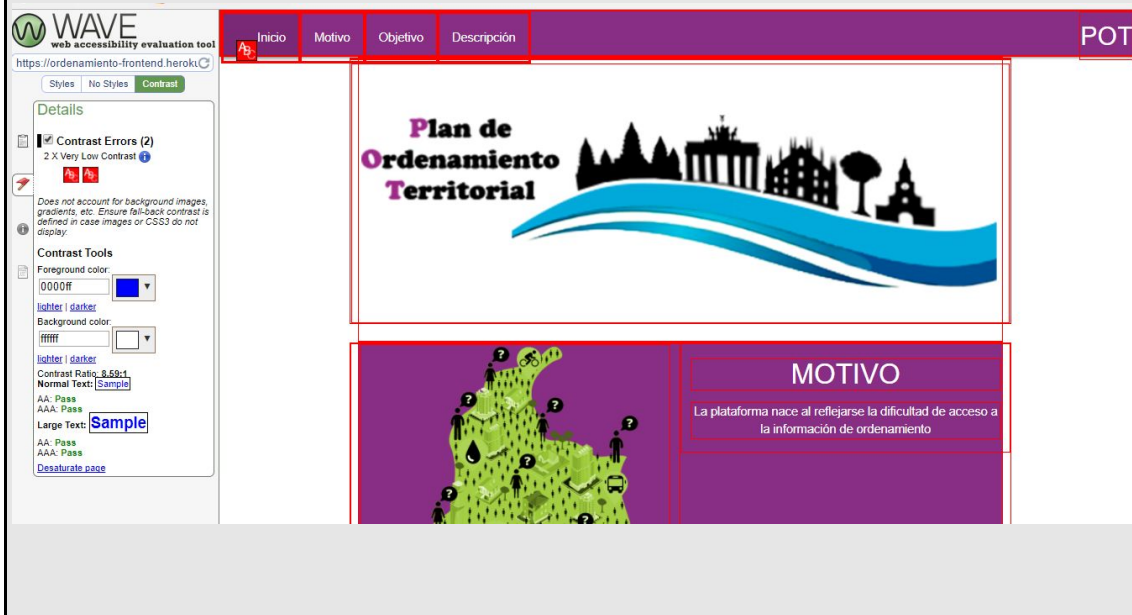 WAVE
web accessibility evaluation tool
https://ordenamiento-frontend.heroku
Styles No Styles Contrast
Details
Contrast Errors (2)
2 X Very Low Contrast
Does not account for background images,
gradients, etc. Ensure fall-back contrast is
defined in case images or CSS3 do not
display.
Contrast Tools
Foreground color:
0000ff
lighter | darker
Background color:
ffffff
lighter | darker
Contrast Ratio: 8.59:1
Normal Text: Sample
AA: Pass
AAA: Pass
Large Text: Sample
AA: Pass
AAA: Pass
Desaturate page
Inicio Motivo Objetivo Descripción
POT
Plan de
Ordenamiento
Territorial
MOTIVO
La plataforma nace al reflejarse la dificultad de acceso a
la información de ordenamiento